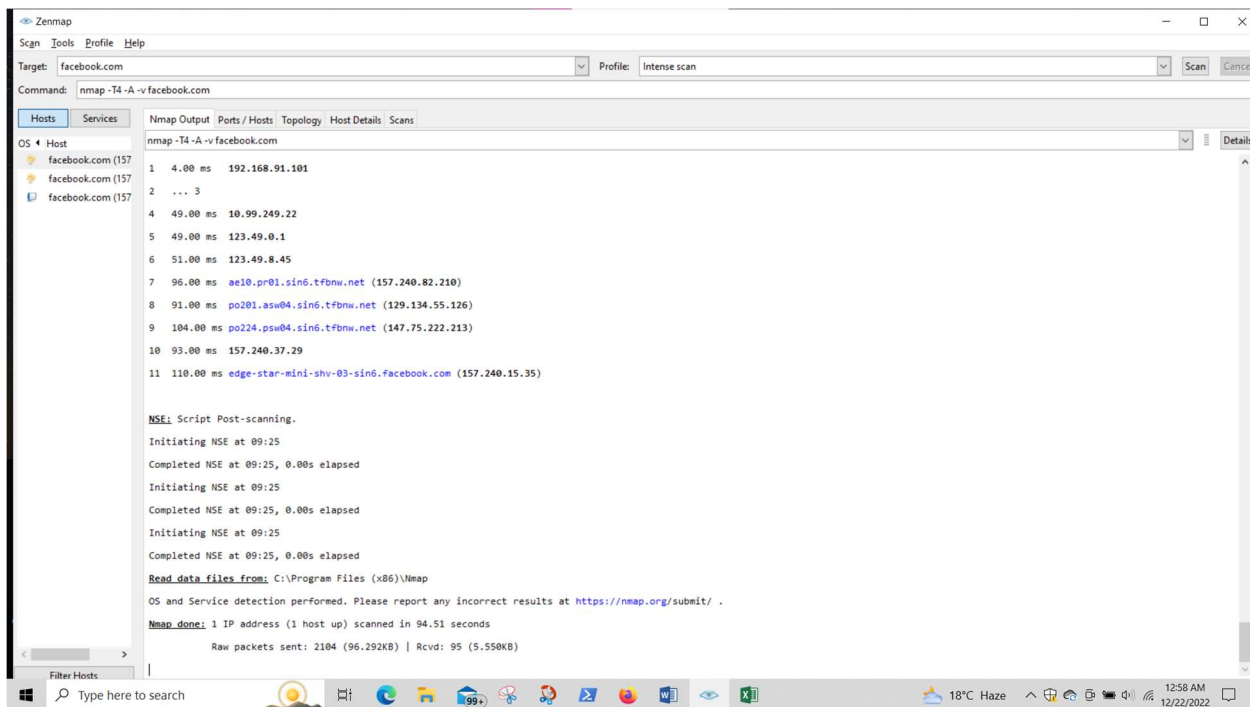 Zenmap
Scan Tools Profile Help
Target: facebook.com Profile: Intense scan Scan Cance
Command: nmap -T4 -A -v facebook.com
Hosts Services Nmap Output Ports / Hosts Topology Host Details Scans
OS Host
nmap -T4 -A -v facebook.com Details
facebook.com (157
facebook.com (157
facebook.com (157
1 4.00 ms 192.168.91.101
2 ... 3
4 49.00 ms 10.99.249.22
5 49.00 ms 123.49.0.1
6 51.00 ms 123.49.8.45
7 96.00 ms ae10.pr01.sin6.tfbnw.net (157.240.82.210)
8 91.00 ms po201.asw04.sin6.tfbnw.net (129.134.55.126)
9 104.00 ms po224.psw04.sin6.tfbnw.net (147.75.222.213)
10 93.00 ms 157.240.37.29
11 110.00 ms edge-star-mini-shv-03-sin6.facebook.com (157.240.15.35)
NSE: Script Post-scanning.
Initiating NSE at 09:25
Completed NSE at 09:25, 0.00s elapsed
Initiating NSE at 09:25
Completed NSE at 09:25, 0.00s elapsed
Initiating NSE at 09:25
Completed NSE at 09:25, 0.00s elapsed
Read data files from: C:\Program Files (x86)\Nmap
OS and Service detection performed. Please report any incorrect results at https://nmap.org/submit/ .
Nmap done: 1 IP address (1 host up) scanned in 94.51 seconds
Raw packets sent: 2104 (96.292KB) | Rcvd: 95 (5.550KB)
Filter Hosts
Type here to search 99+ 18°C Haze 12:58 AM
12/22/2022